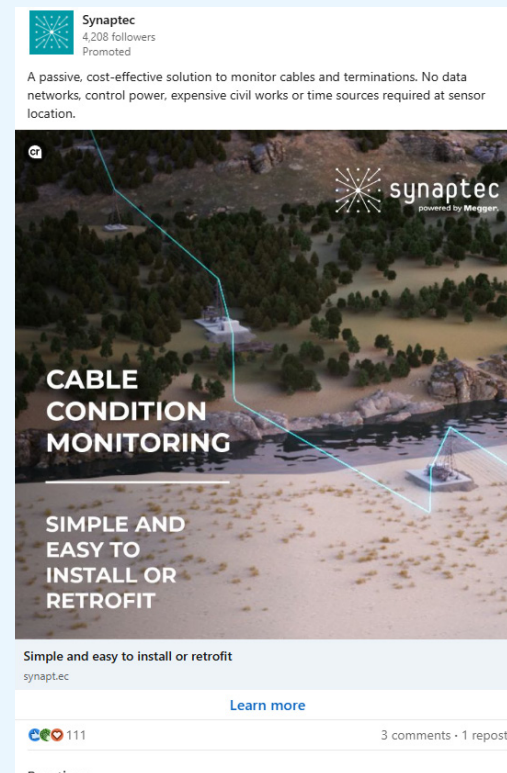 Synaptec
4,208 followers
Promoted
A passive, cost-effective solution to monitor cables and terminations. No data
networks, control power, expensive civil works or time sources required at sensor
location.
cr
synaptec
powered by Megger.
CABLE
CONDITION
MONITORING
SIMPLE AND
EASY TO
INSTALL OR
RETROFIT
Simple and easy to install or retrofit
synapt.ec
Learn more
111
3 comments · 1 repost